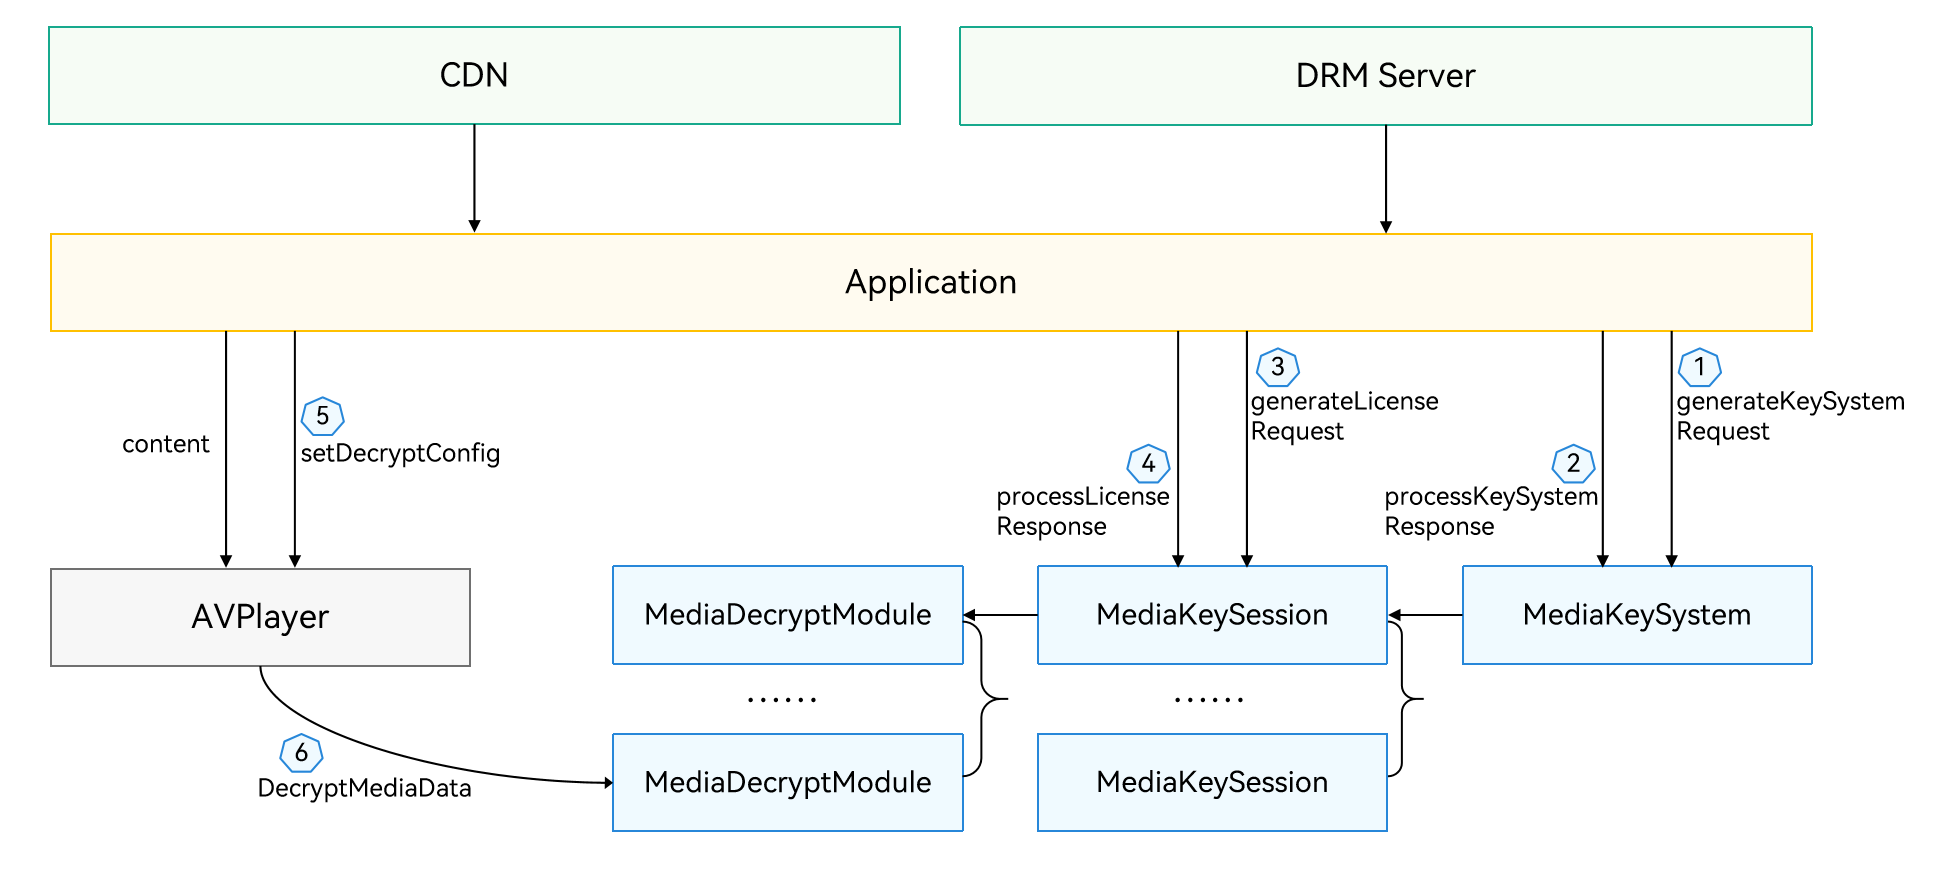 CDN
DRM Server
Application
3
1
generateLicense
Request
generateKeySystem
Request
5
content
setDecryptConfig
4
processLicense
Response
2
processKeySystem
Response
AVPlayer
MediaDecryptModule
MediaKeySession
MediaKeySystem
......
......
6
DecryptMediaData
MediaDecryptModule
MediaKeySession